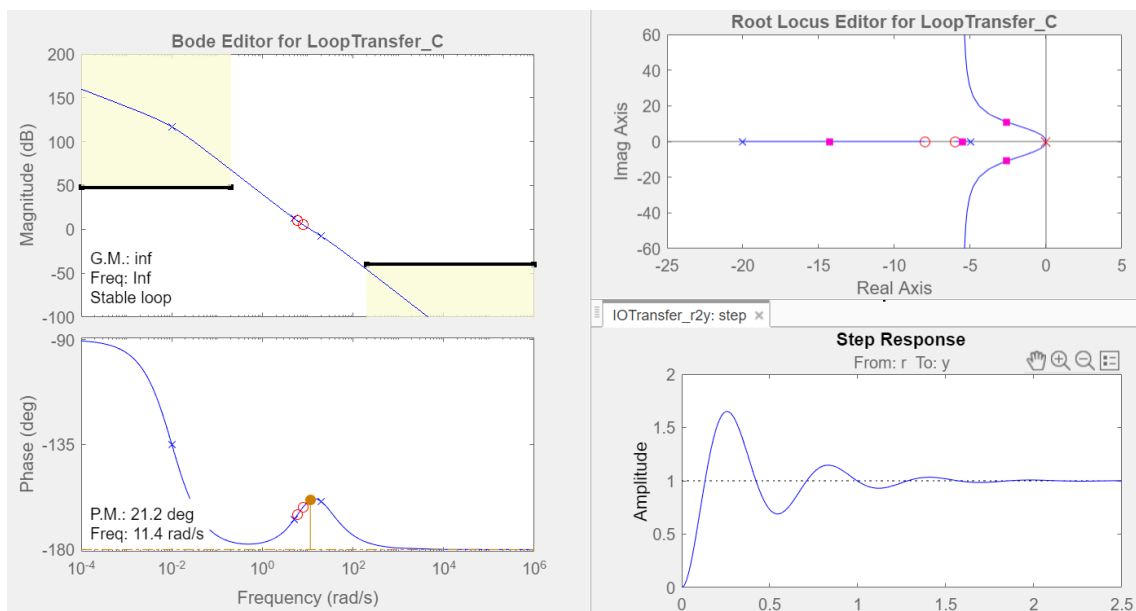 Bode Editor for LoopTransfer_C
200
150
100
50
0
-50
-100
Magnitude (dB)
G.M.: inf
Freq: Inf
Stable loop
-90
-135
-180
Phase (deg)
P.M.: 21.2 deg
Freq: 11.4 rad/s
10^-4 10^-2 10^0 10^2 10^4 10^6
Frequency (rad/s)
Root Locus Editor for LoopTransfer_C
60
40
20
0
-20
-40
-60
Imag Axis
-25 -20 -15 -10 -5 0 5
Real Axis
IOTransfer_r2y: step ×
Step Response
From: r To: y
2
1.5
1
0.5
0
Amplitude
0 0.5 1 1.5 2 2.5